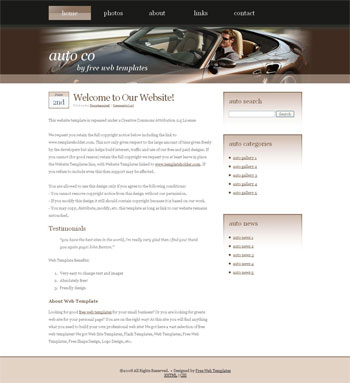 home photos about links contact
auto co
by free web templates
2nd
Welcome to Our Website!
This website template is released under a Creative Commons Attribution 2.5 License
We request you retain the full copyright notice below including the link to
www.templatesholder.com. This not only gives respect to the large amount of time given freely
by the developers but also helps build interest, traffic and use of our free and paid designs. If
you cannot (for good reason) retain the full copyright we request you at least leave in place
the Website Templates line, with Website Templates linked to www.templatesholder.com. If
you refuse to include even this then support may be affected.
You are allowed to use this design only if you agree to the following conditions:
- You cannot remove copyright notice from this design without our permission.
- If you modify this design it still should contain copyright because it is based on our work.
- You may copy, distribute, modify, etc. this template as long as link to our website remains
untouched.
Testimonials
"you have the best site in the world, i'm really very glad that i find you! thank
you again guys! John Benton."
Web Template Benefits:
1. Very easy to change text and images
2. Absolutely free!
3. Friendly design
About Web Template
Looking for good free web templates for your small business? Or you are looking for greate
web site for your personal page? You are on the right way! At this site you will find anything
what you need to build your own professional web site! We got have a vast selection of free
web templates! We got Web Site Templates, Flash Templates, Web Templates, Free Web
Templates, Free Shops Design, Logo Design, etc.
auto search
Search
auto categories
auto gallery 1
auto gallery 2
auto gallery 3
auto gallery 4
auto gallery 5
auto news
auto news 1
auto news 2
auto news 3
auto news 4
auto news 5
©2008 All Rights Reserved. • Designed by Free Web Templates
XHTML | CSS